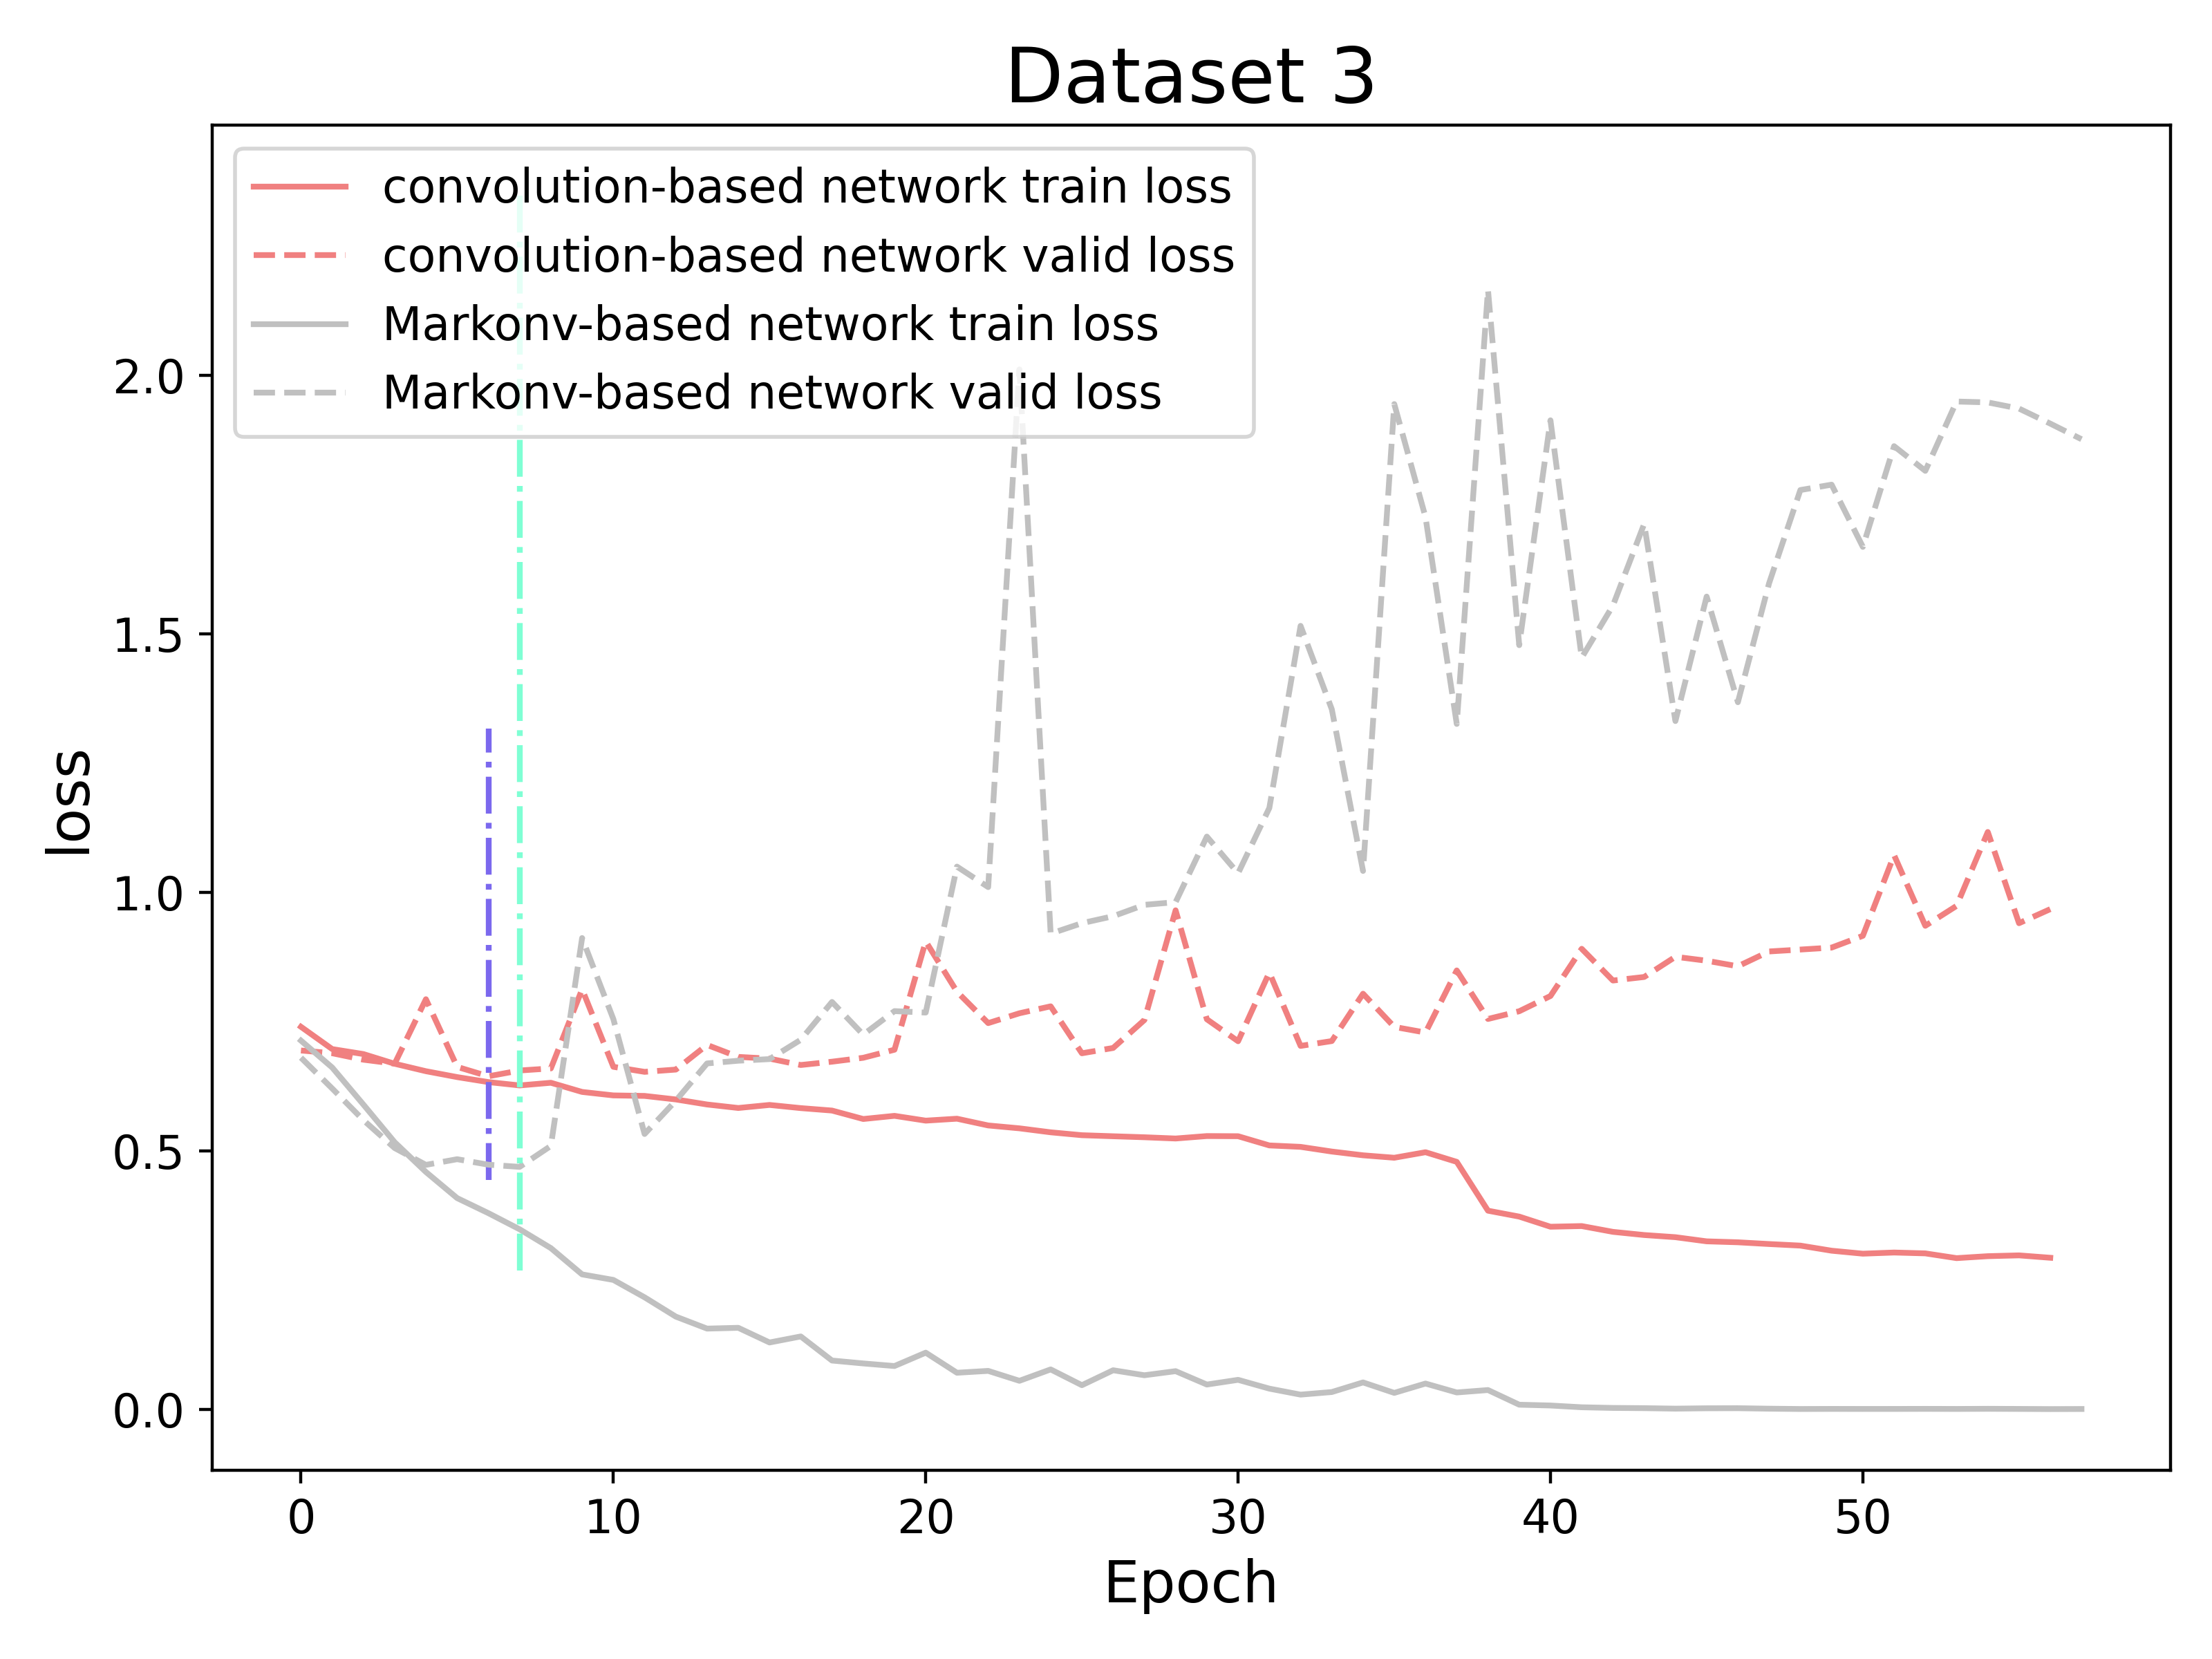 Dataset 3
convolution-based network train loss
convolution-based network valid loss
Markonv-based network train loss
Markonv-based network valid loss
2.0
1.5
1.0
0.5
0.0
loss
0 10 20 30 40 50
Epoch